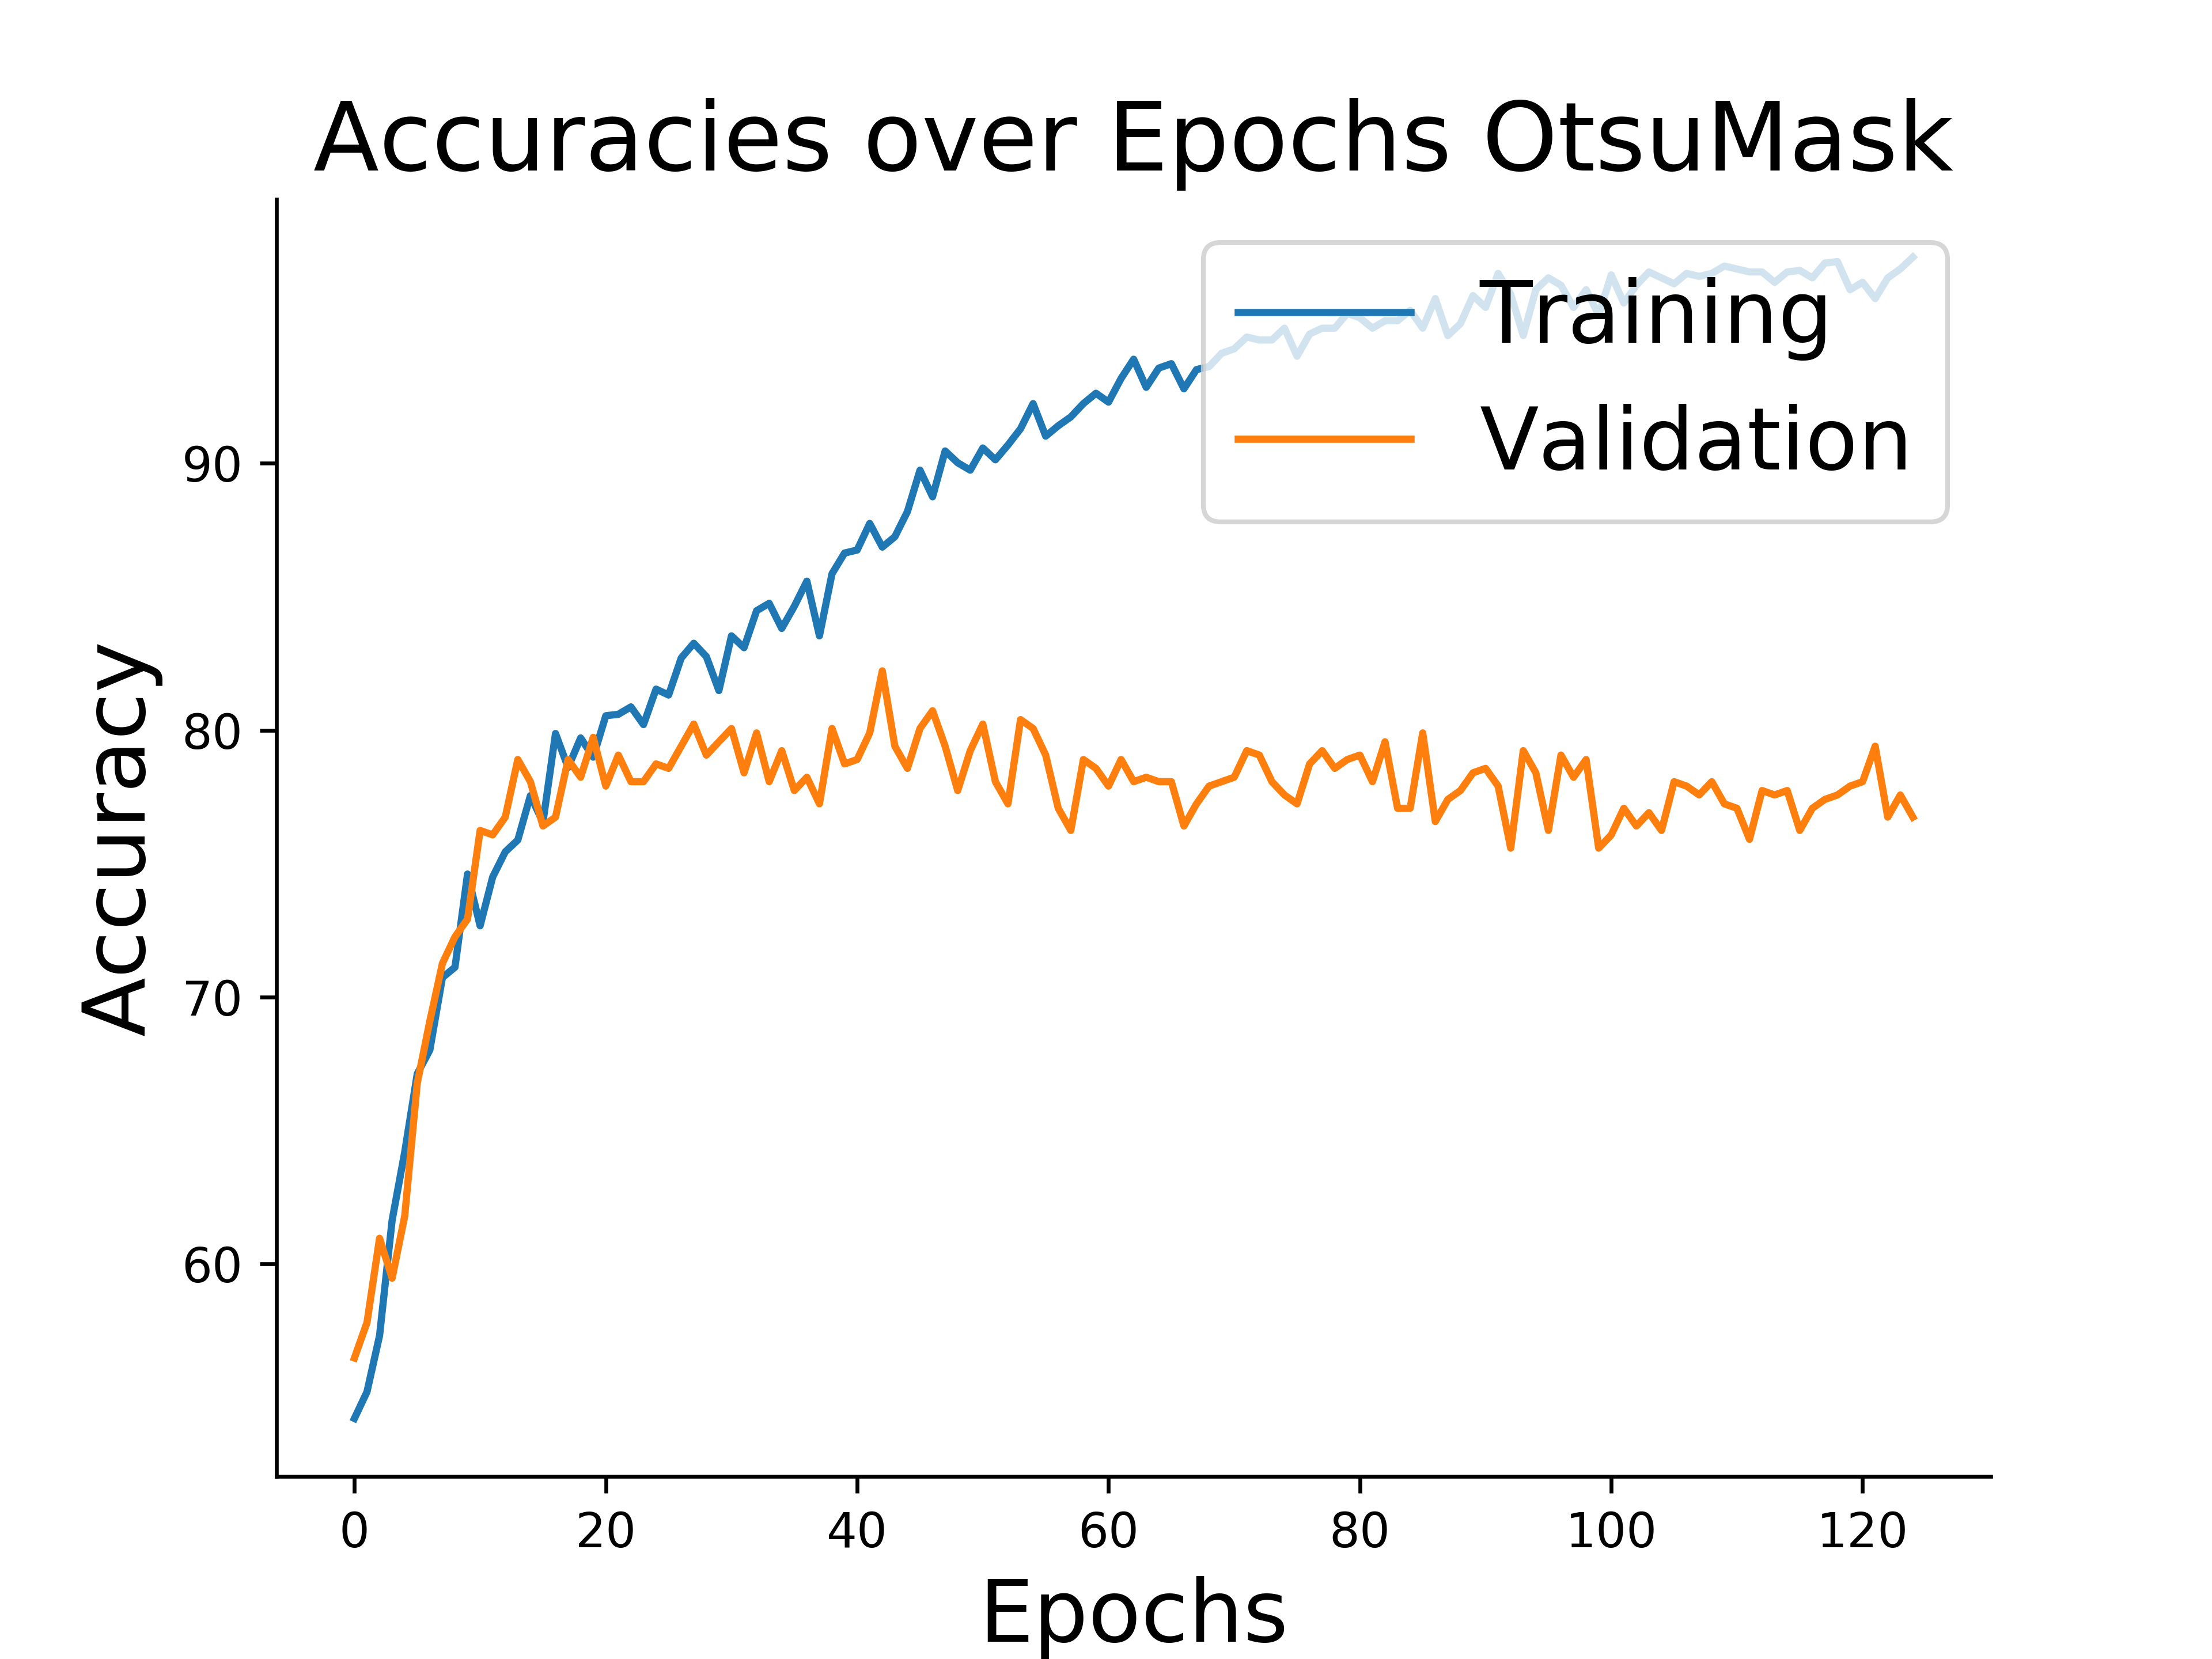 Accuracies over Epochs OtsuMask
Training
Validation
90
80
70
60
Accuracy
0 20 40 60 80 100 120
Epochs